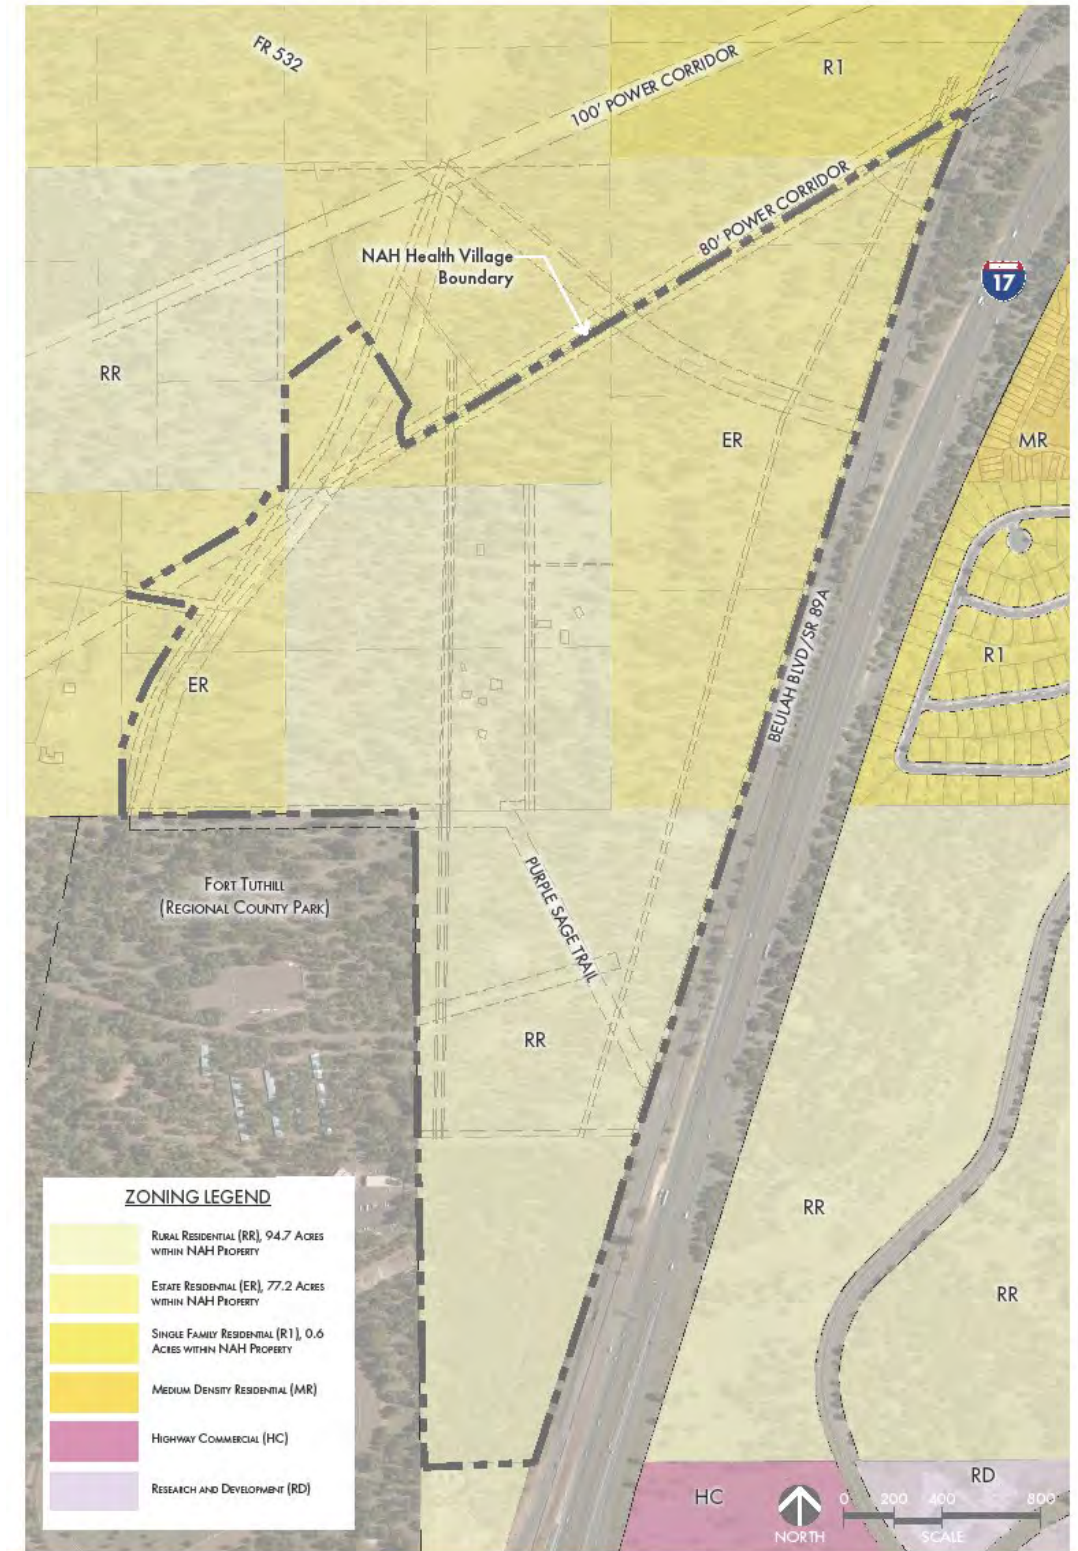 FR 532
100' POWER CORRIDOR
R1
80' POWER CORRIDOR
NAH Health Village
Boundary
17
RR
MR
ER
BEULAH BLVD/SR 89A
R1
ER
FORT TUTHILL
(REGIONAL COUNTY PARK)
PURPLE SAGE TRAIL
RR
ZONING LEGEND
RURAL RESIDENTIAL (RR), 94.7 ACRES
WITHIN NAH PROPERTY
ESTATE RESIDENTIAL (ER), 77.2 ACRES
WITHIN NAH PROPERTY
SINGLE FAMILY RESIDENTIAL (R1), 0.6
ACRES WITHIN NAH PROPERTY
MEDIUM DENSITY RESIDENTIAL (MR)
HIGHWAY COMMERCIAL (HC)
RESEARCH AND DEVELOPMENT (RD)
RR
RR
HC
RD
0 200 400 800
NORTH
SCALE